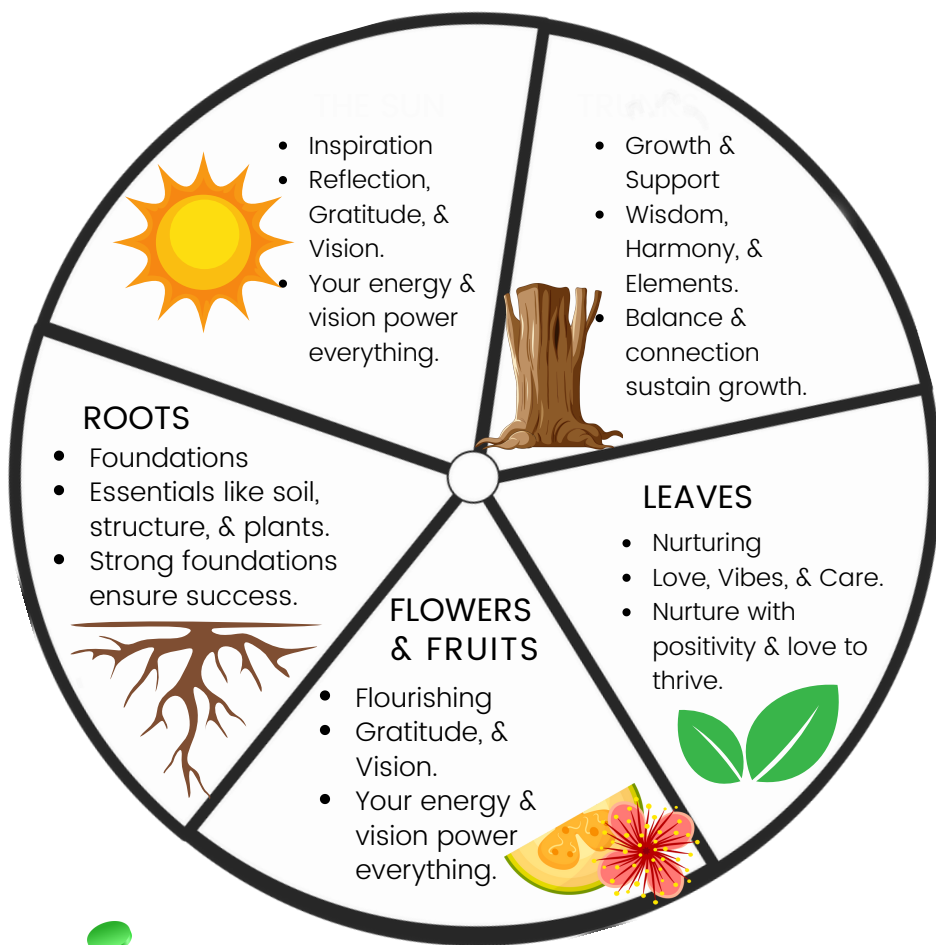 THE SUN
• Inspiration
• Reflection,
Gratitude, &
Vision.
• Your energy &
vision power
everything.
• Growth &
Support
• Wisdom,
Harmony, &
Elements.
• Balance &
connection
sustain growth.
ROOTS
• Foundations
• Essentials like soil,
structure, & plants.
• Strong foundations
ensure success.
LEAVES
• Nurturing
• Love, Vibes, & Care.
• Nurture with
positivity & love to
thrive.
FLOWERS
& FRUITS
• Flourishing
• Gratitude, &
Vision.
• Your energy &
vision power
everything.